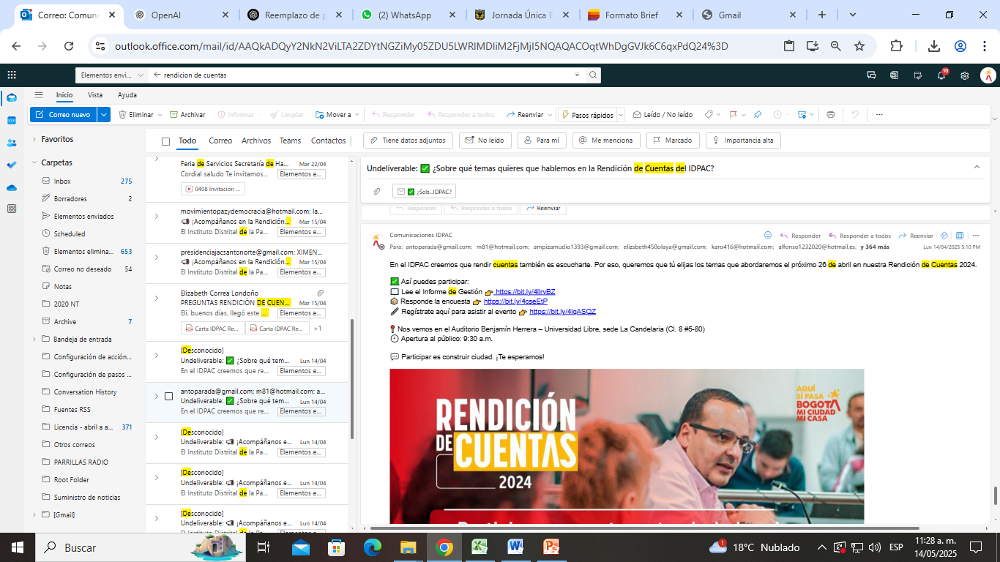 Correo: Comuni
OpenAI
Reemplazo de p
(2) WhatsApp
Jornada Única E
Formato Brief
Gmail
outlook.office.com/mail/id/AAQkADQyY2NkN2ViLTA2ZDYtNGZiMy05ZDU5LWRlMDliM2FjMjI5NQAQACOqtWhDgGVJk6C6qxPdQ24%3D
Elementos envi...
rendicion de cuentas
10
Inicio
Vista
Ayuda
Correo nuevo
Eliminar
Archivar
Informar
Limpiar
Mover a
Responder
Responder a todos
Reenviar
Pasos rápidos
Leído / No leído
Favoritos
Carpetas
Inbox 275
Borradores 2
Elementos enviados
Scheduled
Elementos elimina... 653
Correo no deseado 54
Notas
2020 NT
Archive 7
Bandeja de entrada
Configuración de acción...
Configuración de pasos ...
Conversation History
Fuentes RSS
Licencia - abril a a... 371
Otros correos
PARRILLAS RADIO
Root Folder
Suministro de noticias
[Gmail]
Todo
Correo
Archivos
Teams
Contactos
Tiene datos adjuntos
No leído
Para mí
Me menciona
Marcado
Importancia alta
Feria de Servicios Secretaría de Ha... Mar 22/04
Cordial saludo Te invitamos... Elementos e...
0408 Invitacion ...
movimientopazydemocracia@hotmail.com; la...
📢 ¡Acompáñanos en la Rendición... Mar 15/04
El Instituto Distrital de la Pa... Elementos e...
presidenciajacsantonorte@gmail.com; XIMEN...
📢 ¡Acompáñanos en la Rendición... Mar 15/04
El Instituto Distrital de la Pa... Elementos e...
Elizabeth Correa Londoño
PREGUNTAS RENDICIÓN DE CUEN... Mar 15/04
Eli, buenos días, llegó este ... Elementos e...
Carta IDPAC Re...
Carta IDPAC Re...
+1
[Desconocido]
Undeliverable: ✅ ¿Sobre qué tem... Lun 14/04
En el IDPAC creemos que re... Elementos e...
antoparada@gmail.com; m81@hotmail.com; a...
Undeliverable: ✅ ¿Sobre qué tem... Lun 14/04
En el IDPAC creemos que re... Elementos e...
[Desconocido]
Undeliverable: 📢 ¡Acompáñanos e... Lun 14/04
El Instituto Distrital de la Pa... Elementos e...
[Desconocido]
Undeliverable: 📢 ¡Acompáñanos e... Lun 14/04
El Instituto Distrital de la Pa... Elementos e...
[Desconocido]
Undeliverable: 📢 ¡Acompáñanos e... Lun 14/04
El Instituto Distrital de la Pa... Elementos e...
Undeliverable: ✅ ¿Sobre qué temas quieres que hablemos en la Rendición de Cuentas del IDPAC?
✅ ¿Sob...IDPAC?
Responder
Responder a todos
Reenviar
Comunicaciones IDPAC
Responder
Responder a todos
Reenviar
Para: antoparada@gmail.com; m81@hotmail.com; ampizamudio1393@gmail.com; elizsbeth450olaya@gmail.com; karo416@hotmail.com; alfonso1232020@hotmail.es; y 364 más
Lun 14/04/2025 5:10 PM
En el IDPAC creemos que rendir cuentas también es escucharte. Por eso, queremos que tú elijas los temas que abordaremos el próximo 26 de abril en nuestra Rendición de Cuentas 2024.
✅ Así puedes participar:
📖 Lee el Informe de Gestión 👉 https://bit.ly/4llrvBZ
🗳 Responde la encuesta 👉 https://bit.ly/4cseEtP
🖊 Regístrate aquí para asistir al evento 👉 https://bit.ly/4lqASQZ
📍 Nos vemos en el Auditorio Benjamín Herrera – Universidad Libre, sede La Candelaria (Cl. 8 #5-80)
🕘 Apertura al público: 9:30 a.m.
💬 Participar es construir ciudad. ¡Te esperamos!
RENDICIÓN
DE CUENTAS
2024
AQUÍ
SÍ PASA
BOGOTÁ
MI CIUDAD
MI CASA
Buscar
1
18°C Nublado
ESP
11:28 a. m.
14/05/2025